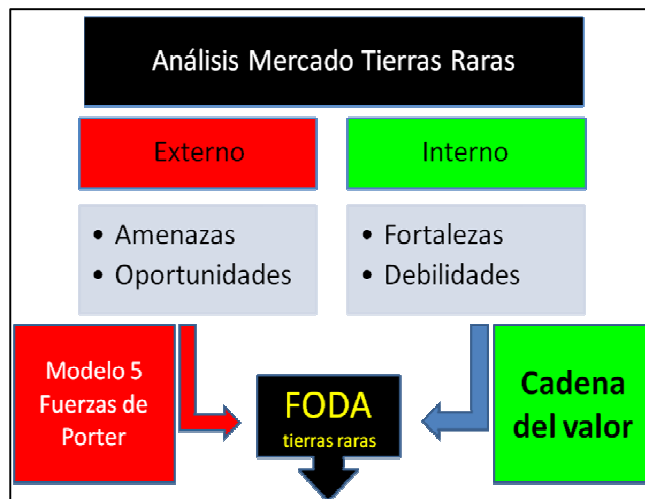 Análisis Mercado Tierras Raras
Externo
Interno
• Amenazas
• Oportunidades
• Fortalezas
• Debilidades
Modelo 5
Fuerzas de
Porter
FODA
tierras raras
Cadena
del valor